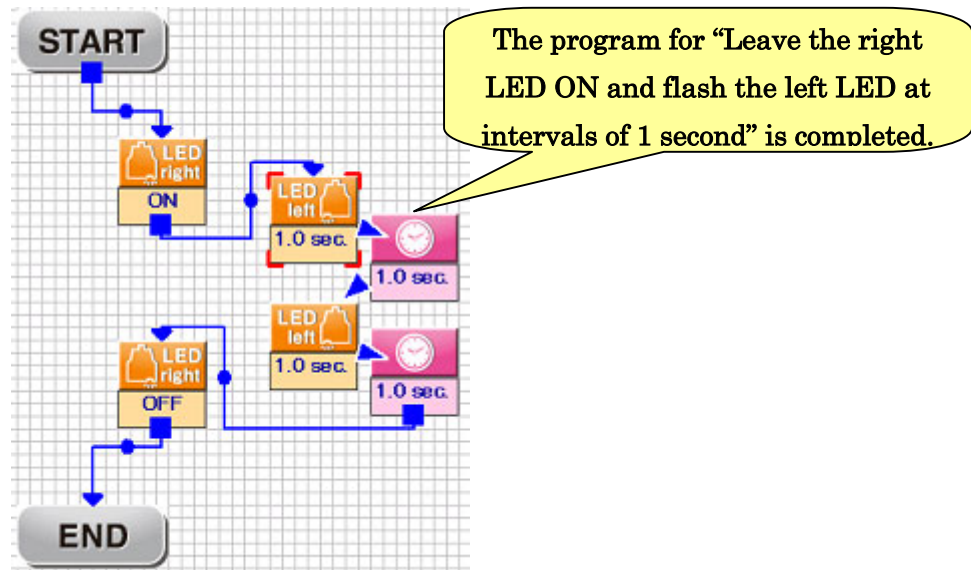 START
The program for “Leave the right
LED ON and flash the left LED at
intervals of 1 second” is completed.
LED
right
ON
LED
left
1.0 sec.
1.0 sec.
LED
left
1.0 sec.
1.0 sec.
LED
right
OFF
END